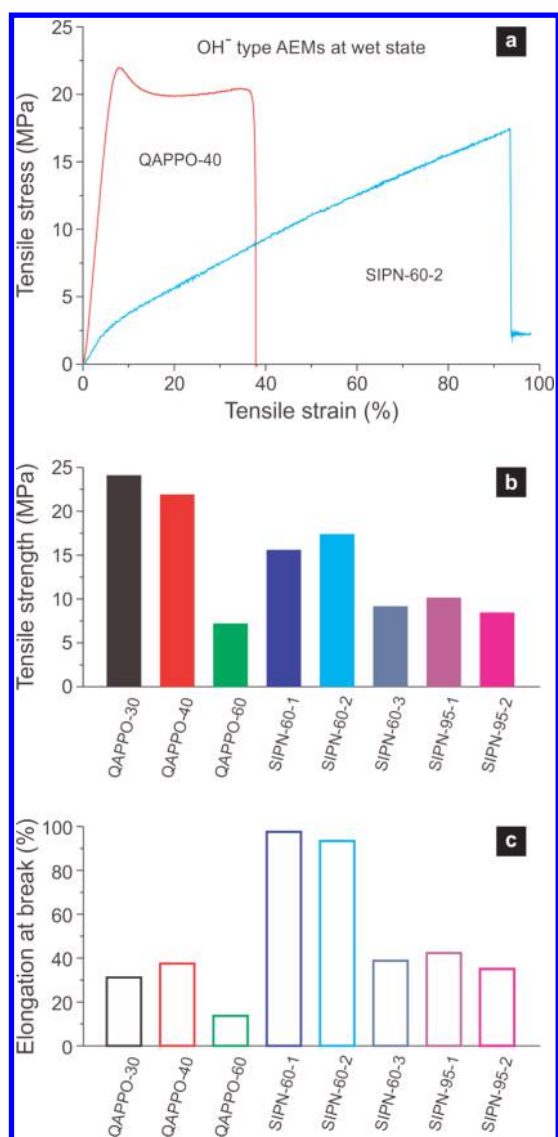 a
OH⁻ type AEMs at wet state
QAPPO-40
SIPN-60-2
Tensile stress (MPa)
25
20
15
10
5
0
0 20 40 60 80 100
Tensile strain (%)
b
Tensile strength (MPa)
25
20
15
10
5
0
QAPPO-30
QAPPO-40
QAPPO-60
SIPN-60-1
SIPN-60-2
SIPN-60-3
SIPN-95-1
SIPN-95-2
c
Elongation at break (%)
100
80
60
40
20
0
QAPPO-30
QAPPO-40
QAPPO-60
SIPN-60-1
SIPN-60-2
SIPN-60-3
SIPN-95-1
SIPN-95-2